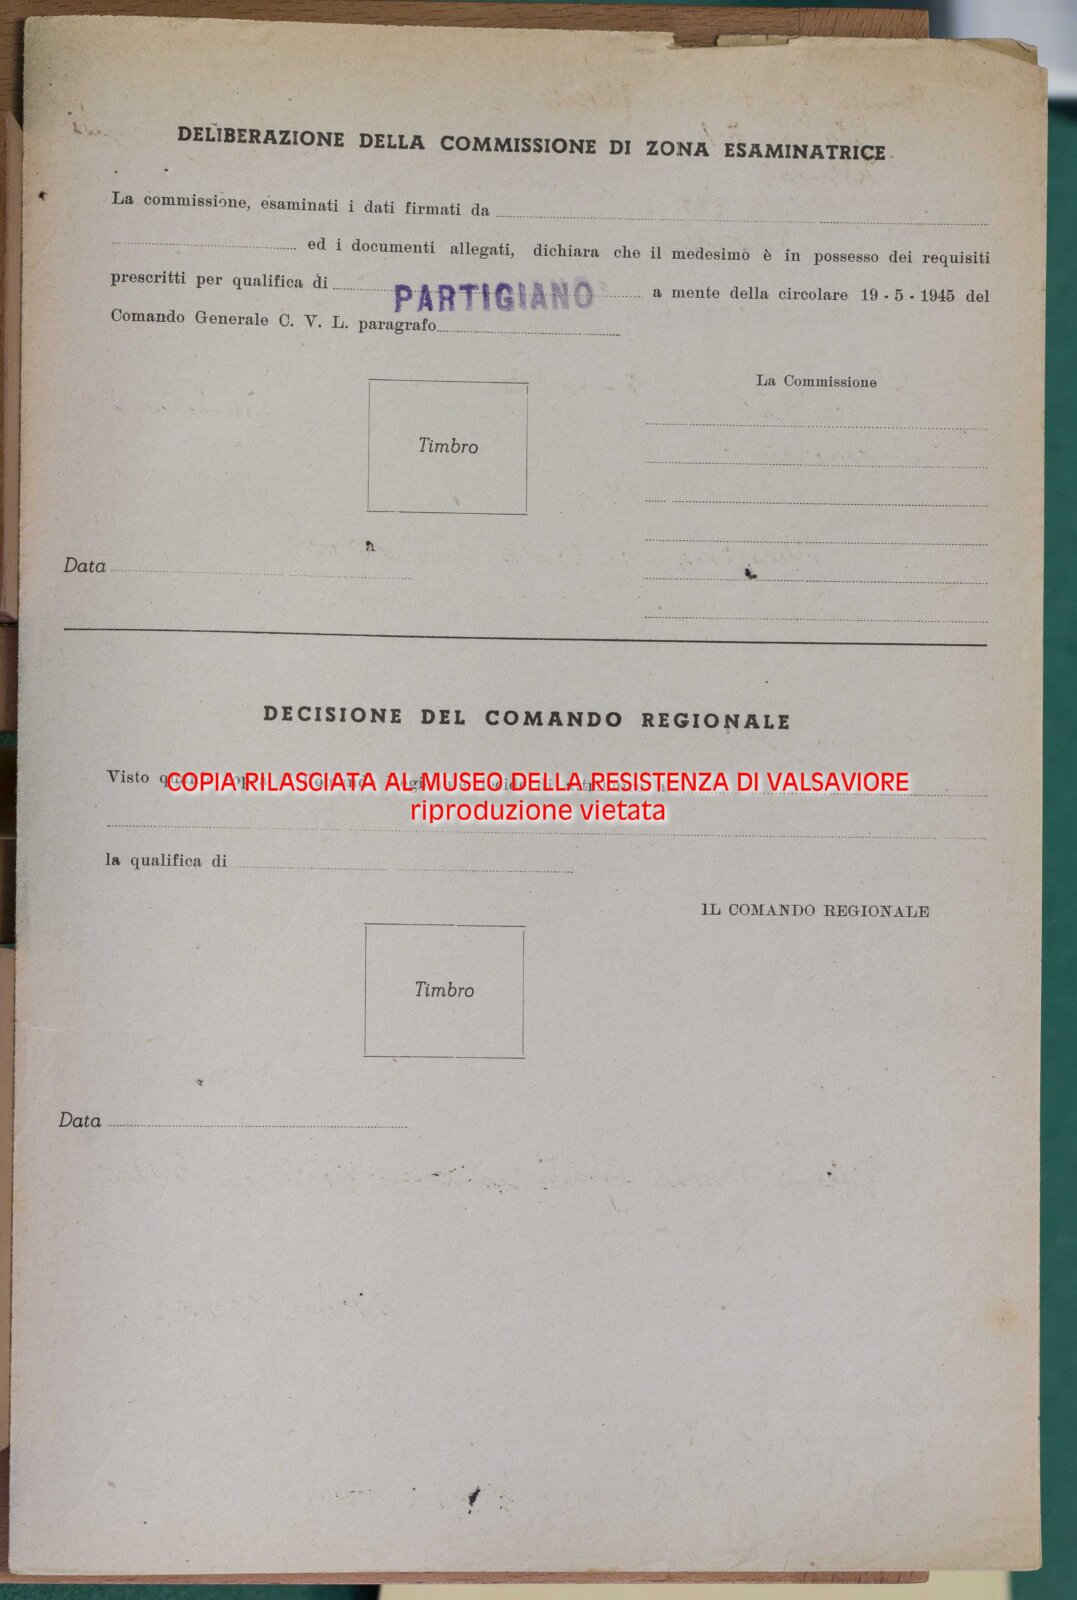 DELIBERAZIONE DELLA COMMISSIONE DI ZONA ESAMINATRICE
La commissione, esaminati i dati firmati da
ed i documenti allegati, dichiara che il medesimo è in possesso dei requisiti
prescritti per qualifica di PARTIGIANO a mente della circolare 19 - 5 - 1945 del
Comando Generale C. V. L. paragrafo
La Commissione
Timbro
Data
DECISIONE DEL COMANDO REGIONALE
Visto
COPIA RILASCIATA AL MUSEO DELLA RESISTENZA DI VALSAVIORE
riproduzione vietata
la qualifica di
IL COMANDO REGIONALE
Timbro
Data